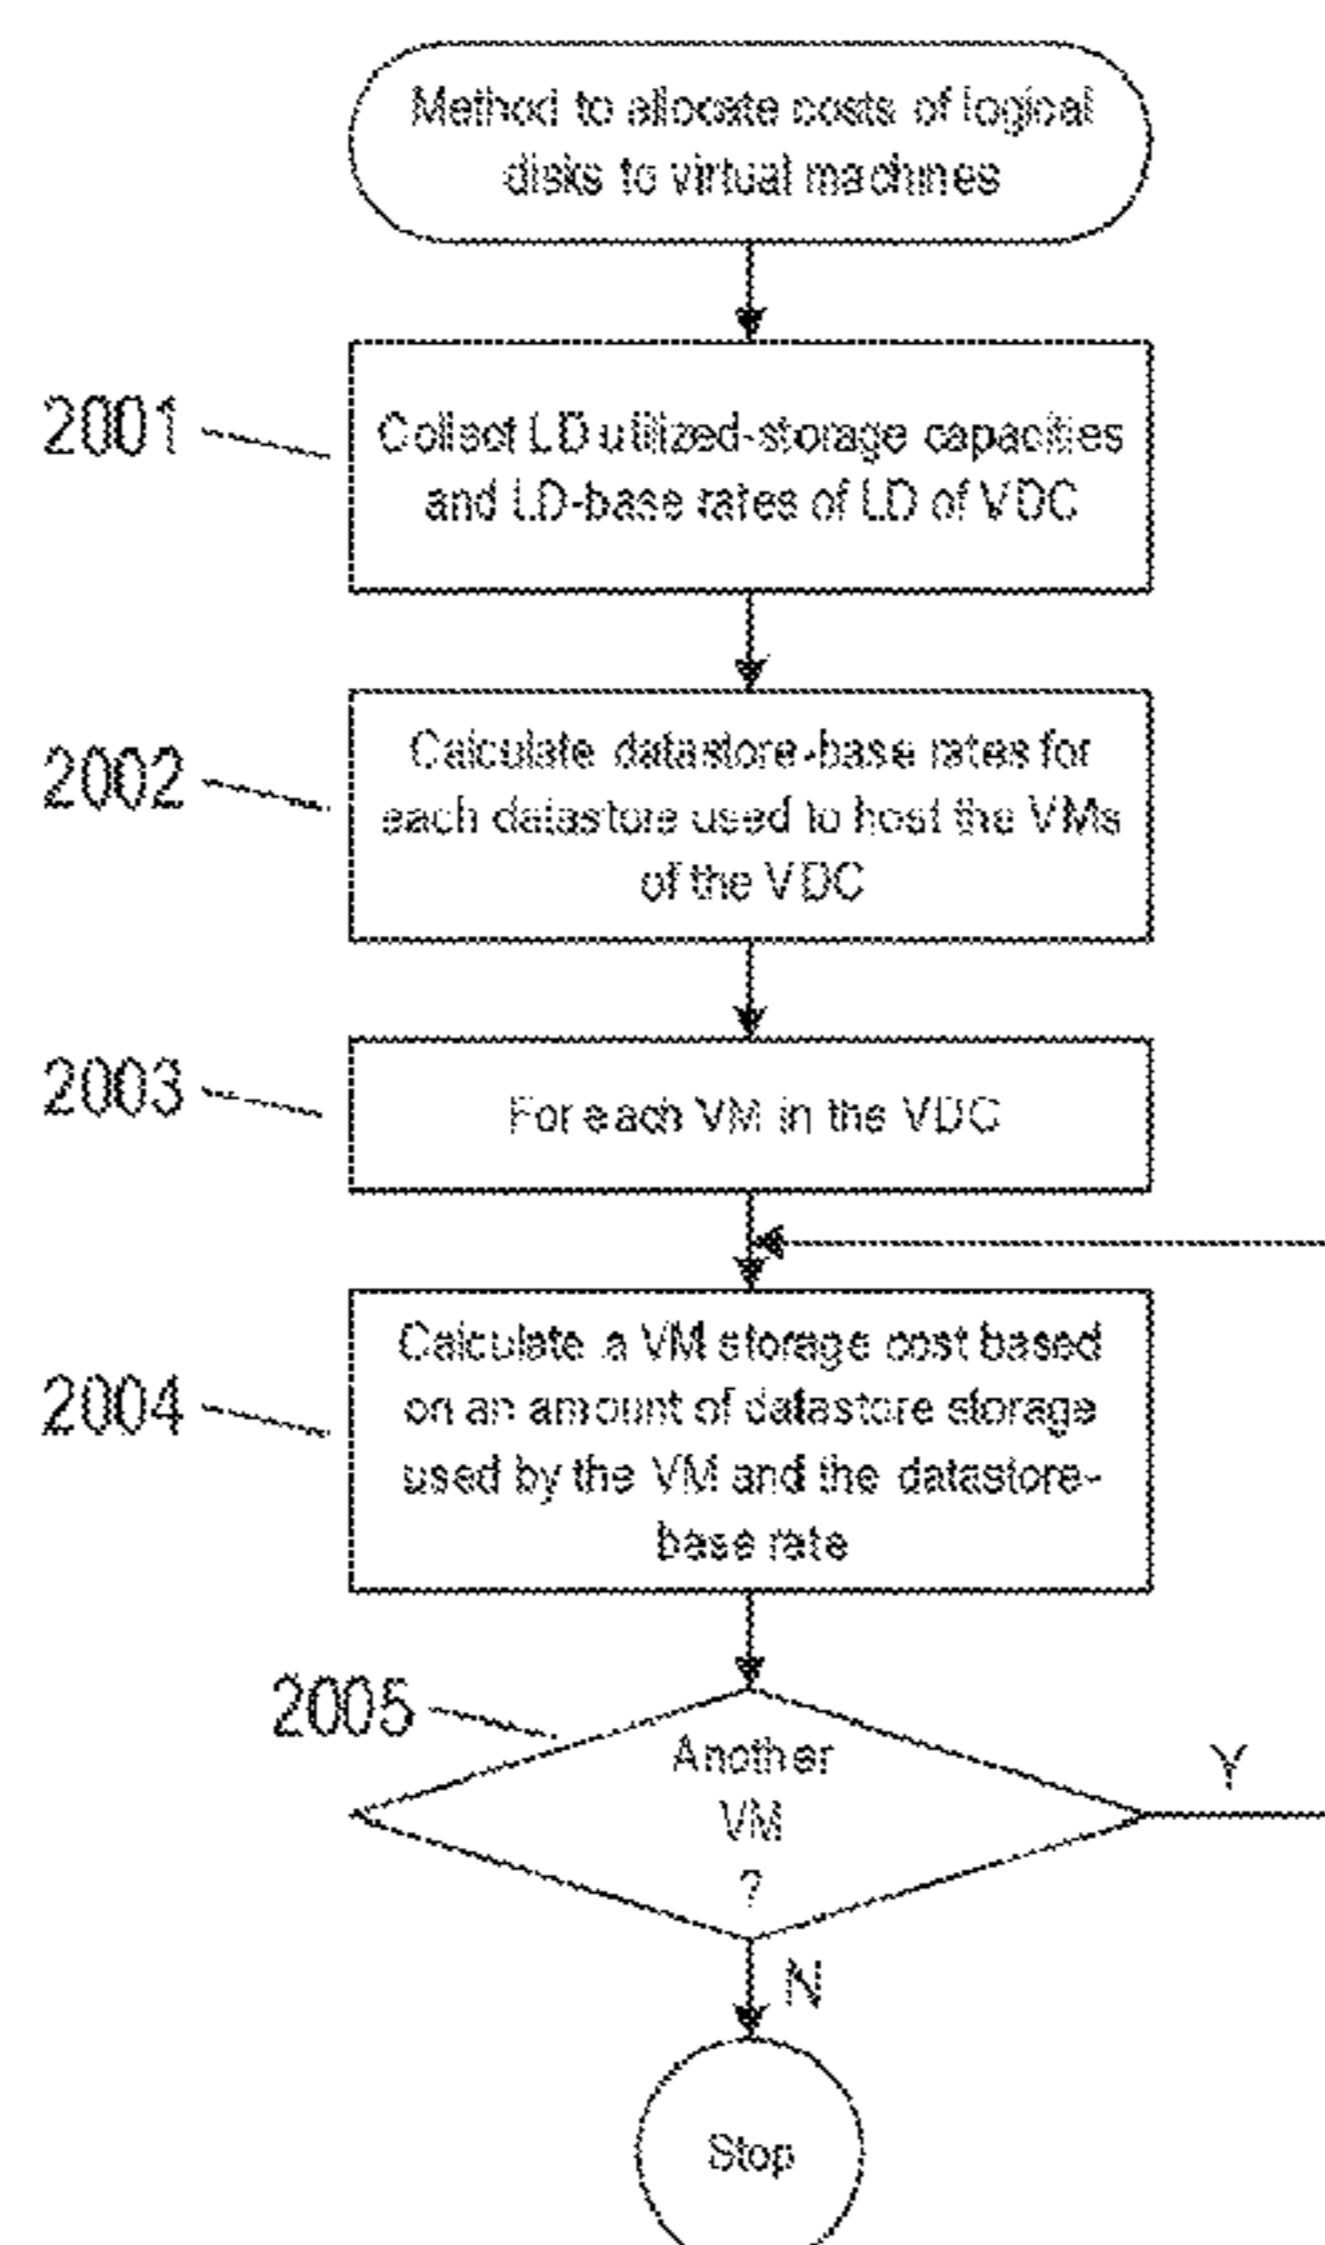 Method to allocate costs of logical
disks to virtual machines
2001
Collect LD utilized-storage capacities
and LD-base rates of LD of VDC
2002
Calculate datastore-base rates for
each datastore used to host the VMs
of the VDC
2003
For each VM in the VDC
2004
Calculate a VM storage cost based
on an amount of datastore storage
used by the VM and the datastore-
base rate
2005
Another
VM
?
Y
N
Stop